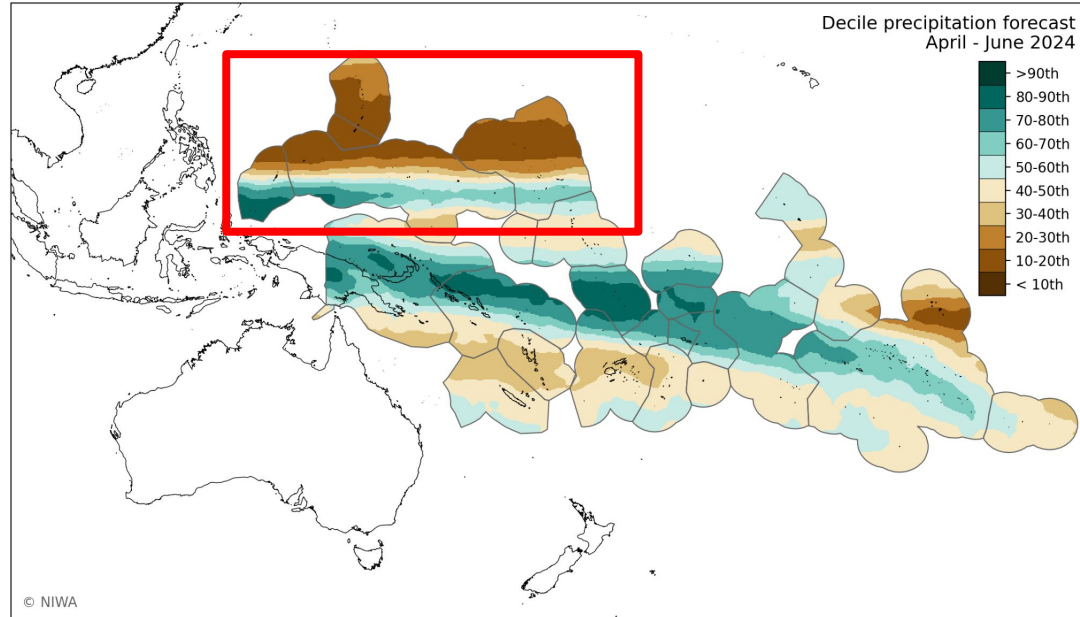 Decile precipitation forecast
April - June 2024
>90th
80-90th
70-80th
60-70th
50-60th
40-50th
30-40th
20-30th
10-20th
< 10th
© NIWA